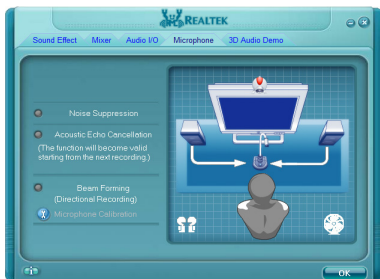 REALTEK
Sound Effect Mixer Audio I/O Microphone 3D Audio Demo
Noise Suppression
Acoustic Echo Cancellation
(The function will become valid
starting from the next recording.)
Beam Forming
(Directional Recording)
Microphone Calibration
i
OK